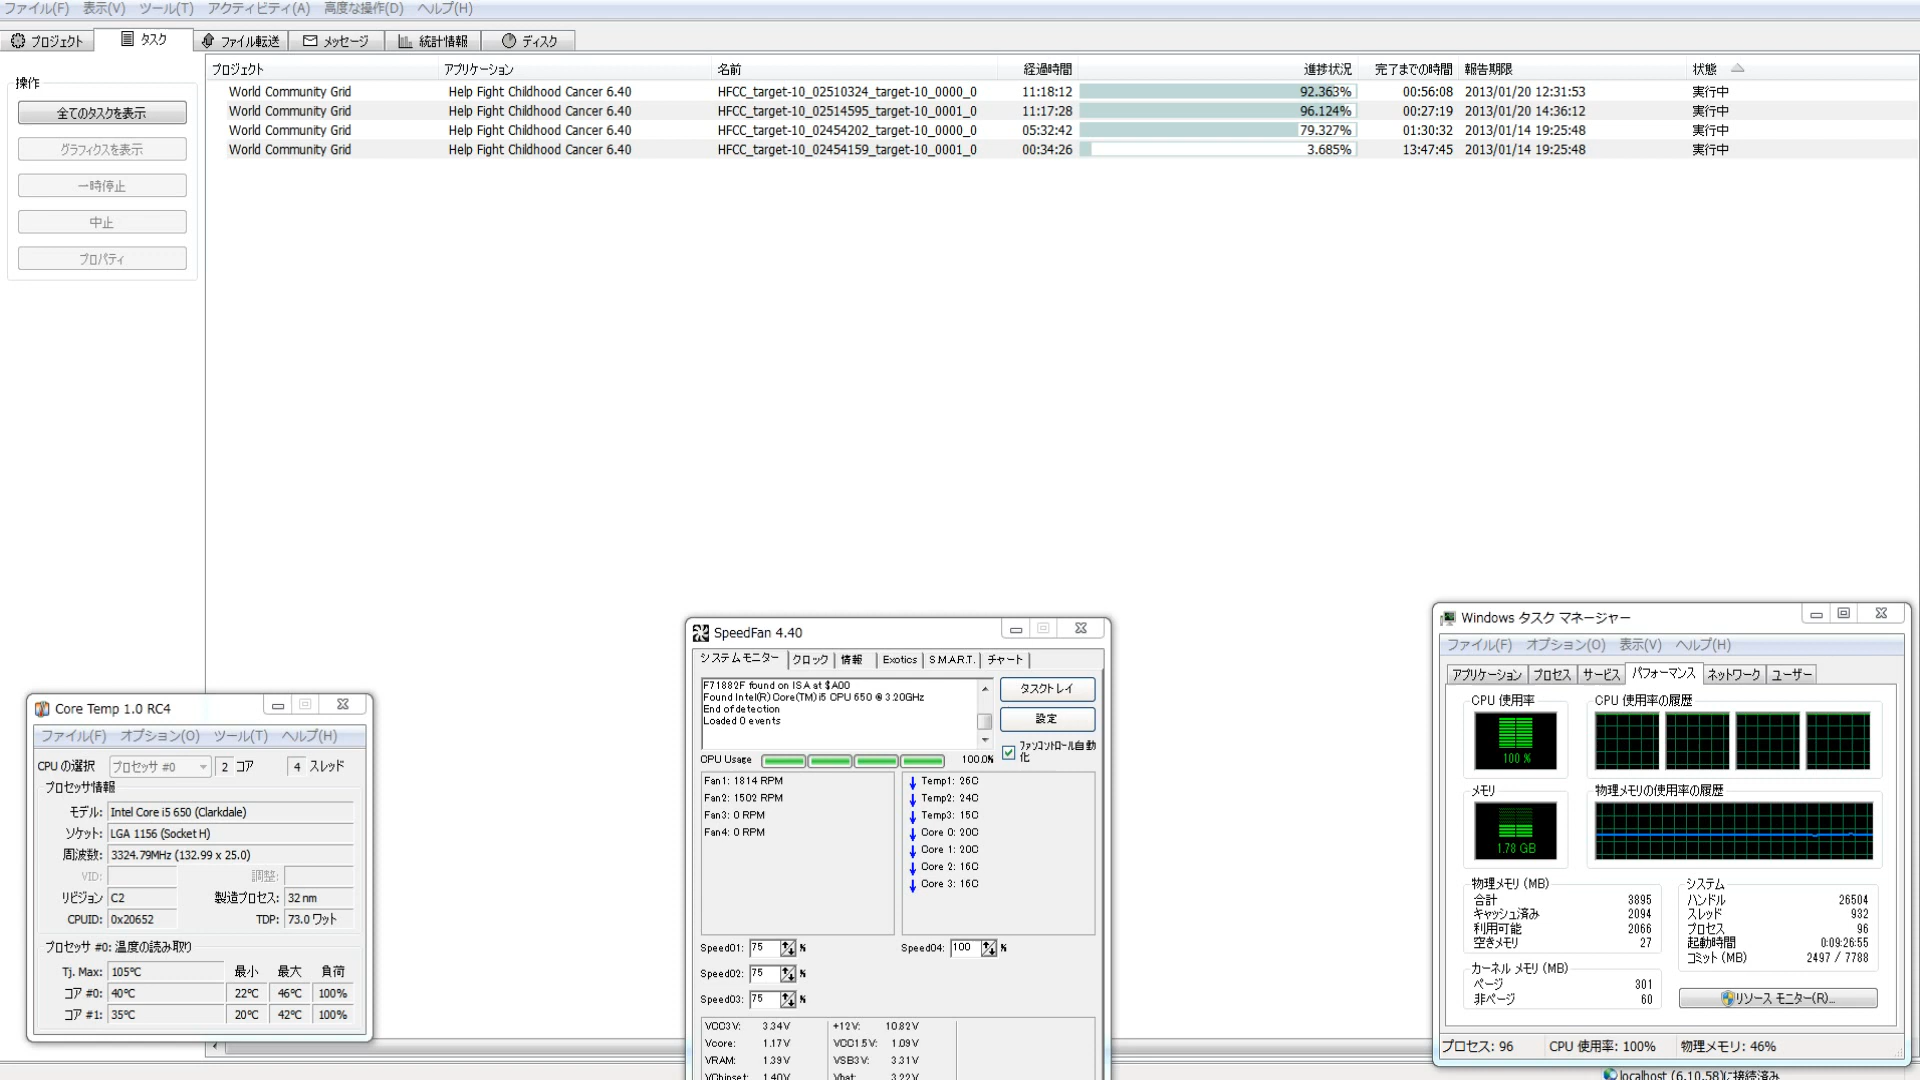 ファイル(F) 表示(V) ツール(T) アクティビティ(A) 高度な操作(D) ヘルプ(H)
プロジェクト タスク ファイル転送 メッセージ 統計情報 ディスク
操作
全てのタスクを表示
グラフィクスを表示
一時停止
中止
プロパティ
プロジェクト アプリケーション 名前 経過時間 進捗状況 完了までの時間 報告期限 状態
World Community Grid Help Fight Childhood Cancer 6.40 HFCC_target-10_02510324_target-10_0000_0 11:18:12 92.363% 00:56:08 2013/01/20 12:31:53 実行中
World Community Grid Help Fight Childhood Cancer 6.40 HFCC_target-10_02514595_target-10_0001_0 11:17:28 96.124% 00:27:19 2013/01/20 14:36:12 実行中
World Community Grid Help Fight Childhood Cancer 6.40 HFCC_target-10_02454202_target-10_0000_0 05:32:42 79.327% 01:30:32 2013/01/14 19:25:48 実行中
World Community Grid Help Fight Childhood Cancer 6.40 HFCC_target-10_02454159_target-10_0001_0 00:34:26 3.685% 13:47:45 2013/01/14 19:25:48 実行中
Core Temp 1.0 RC4
ファイル(F) オプション(O) ツール(T) ヘルプ(H)
CPU の選択 プロセッサ #0 2 コア 4 スレッド
プロセッサ情報
モデル: Intel Core i5 650 (Clarkdale)
ソケット: LGA 1156 (Socket H)
周波数: 3324.79MHz (132.99 x 25.0)
VID: 調整:
リビジョン C2 製造プロセス: 32 nm
CPUID: 0x20652 TDP: 73.0 ワット
プロセッサ #0: 温度の読み取り
Tj. Max: 105℃ 最小 最大 負荷
コア #0: 40℃ 22℃ 46℃ 100%
コア #1: 35℃ 20℃ 42℃ 100%
SpeedFan 4.40
システムモニター クロック 情報 Exotics S.M.A.R.T. チャート
F71882F found on ISA at $A00
Found Intel(R) Core(TM) i5 CPU 650 @ 3.20GHz
End of detection
Loaded 0 events
タスクトレイ
設定
ファンコントロール自動化
CPU Usage 100.0%
Fan1: 1814 RPM
Fan2: 1502 RPM
Fan3: 0 RPM
Fan4: 0 RPM
Temp1: 26C
Temp2: 24C
Temp3: 15C
Core 0: 20C
Core 1: 20C
Core 2: 16C
Core 3: 16C
Speed01: 75 % Speed04: 100 %
Speed02: 75 %
Speed03: 75 %
VCC3V: 3.34V +12V: 10.82V
Vcore: 1.17V VCC1.5V: 1.09V
VRAM: 1.39V VSB3V: 3.31V
VChipset: 1.40V Vbat: 3.22V
Windows タスク マネージャー
ファイル(F) オプション(O) 表示(V) ヘルプ(H)
アプリケーション プロセス サービス パフォーマンス ネットワーク ユーザー
CPU 使用率 CPU 使用率の履歴
100 %
メモリ 物理メモリの使用率の履歴
1.78 GB
物理メモリ (MB)
合計 3895
キャッシュ済み 2094
利用可能 2066
空きメモリ 27
カーネル メモリ (MB)
ページ 301
非ページ 60
システム
ハンドル 26504
スレッド 932
プロセス 96
起動時間 0:09:26:55
コミット (MB) 2497 / 7788
リソース モニター(R)...
プロセス: 96 CPU 使用率: 100% 物理メモリ: 46%
localhost (6.10.58)に接続済み